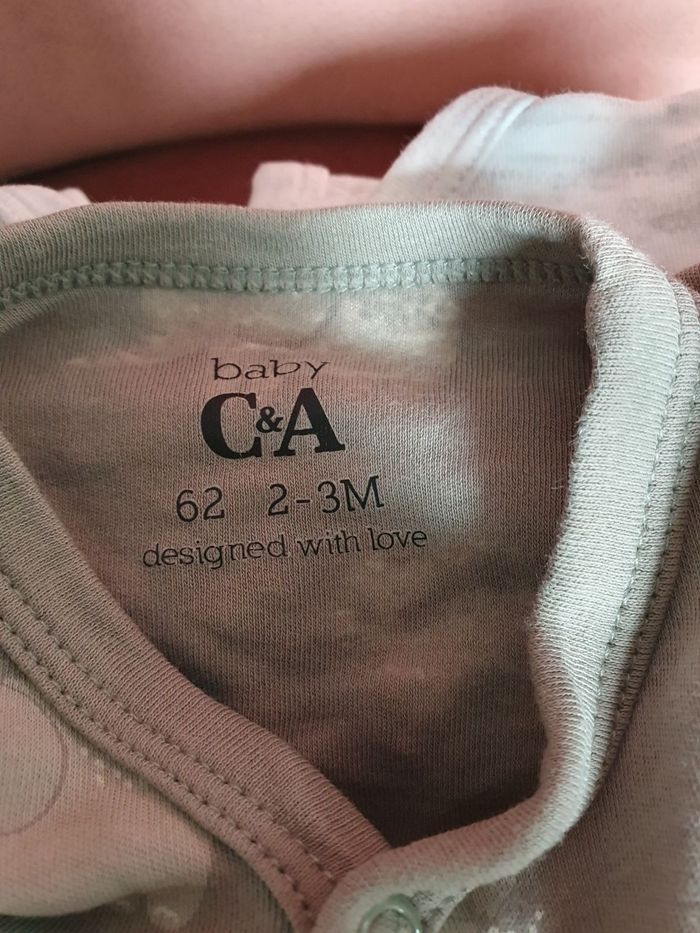 baby
C&A
62 2-3M
designed with love